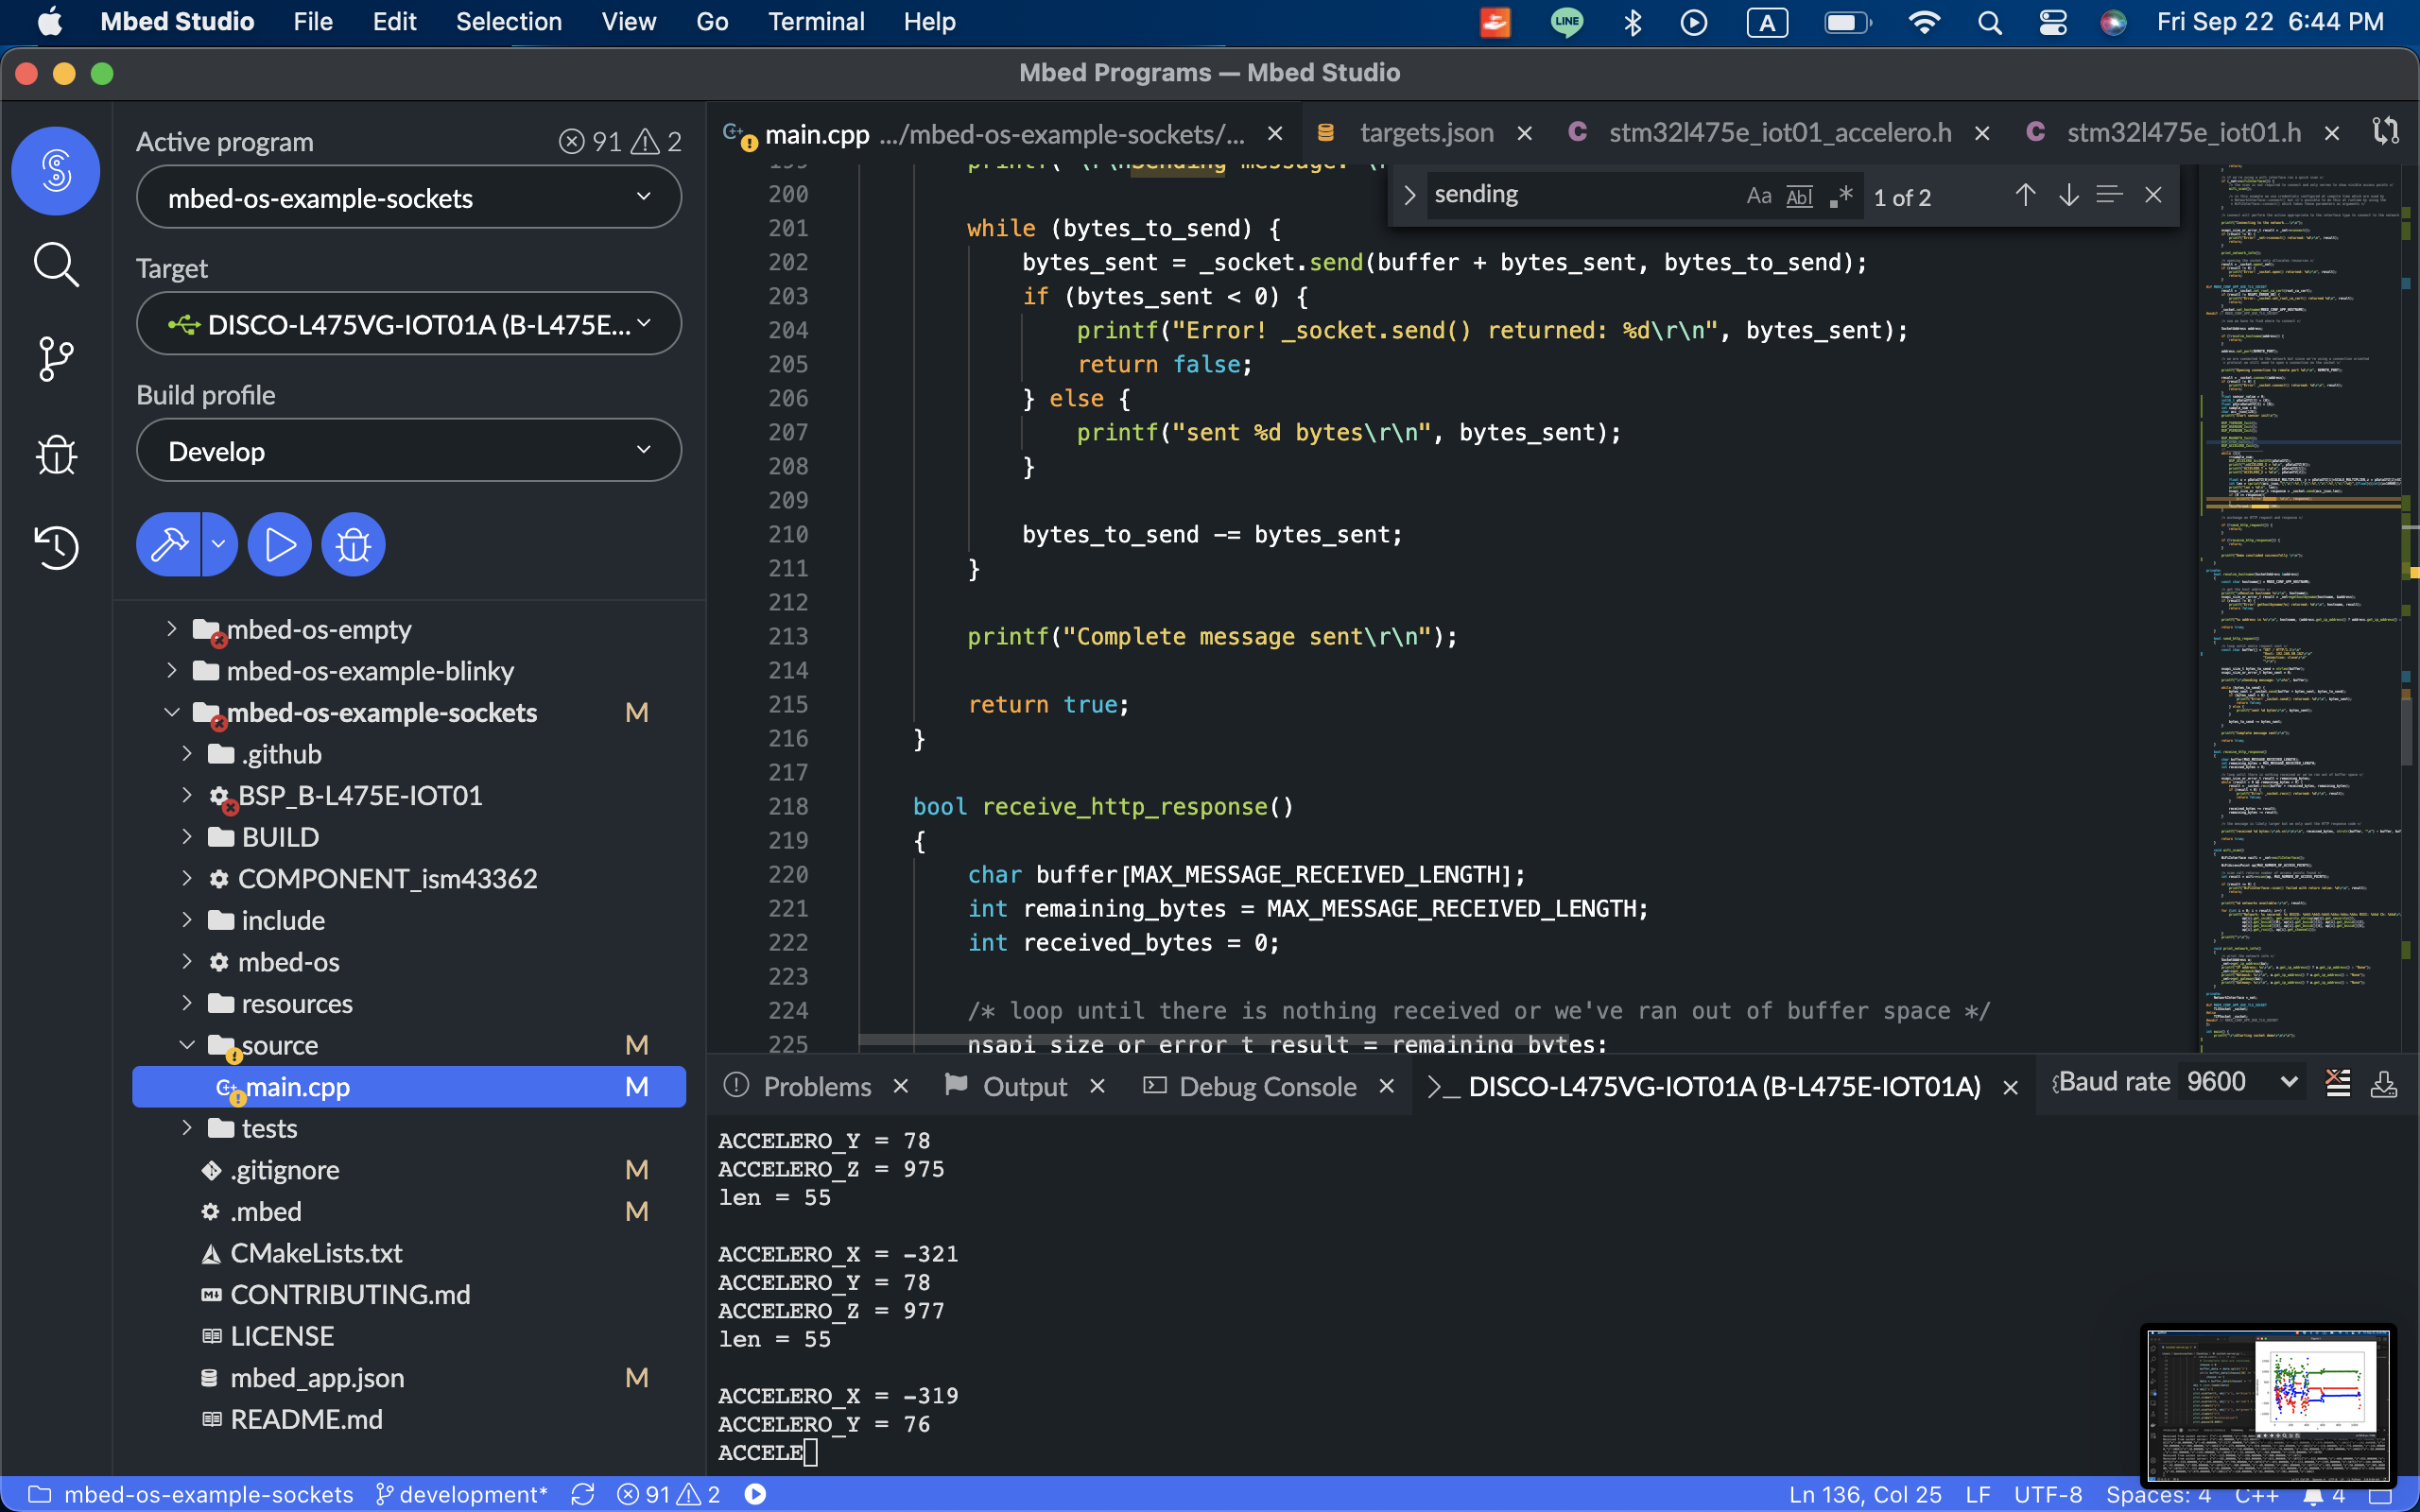 Mbed Studio File Edit Selection View Go Terminal Help LINE A Fri Sep 22 6:44 PM
Mbed Programs — Mbed Studio
Active program 91 2
mbed-os-example-sockets
Target
DISCO-L475VG-IOT01A (B-L475E...
Build profile
Develop
mbed-os-empty
mbed-os-example-blinky
mbed-os-example-sockets M
.github
BSP_B-L475E-IOT01
BUILD
COMPONENT_ism43362
include
mbed-os
resources
source M
main.cpp M
tests
.gitignore M
.mbed M
CMakeLists.txt
CONTRIBUTING.md
LICENSE
mbed_app.json M
README.md
main.cpp .../mbed-os-example-sockets/... targets.json C stm32l475e_iot01_accelero.h C stm32l475e_iot01.h
sending Aa Abl .* 1 of 2
199 printf("\r\nSending message: \r
200
201 while (bytes_to_send) {
202 bytes_sent = _socket.send(buffer + bytes_sent, bytes_to_send);
203 if (bytes_sent < 0) {
204 printf("Error! _socket.send() returned: %d\r\n", bytes_sent);
205 return false;
206 } else {
207 printf("sent %d bytes\r\n", bytes_sent);
208 }
209
210 bytes_to_send -= bytes_sent;
211 }
212
213 printf("Complete message sent\r\n");
214
215 return true;
216 }
217
218 bool receive_http_response()
219 {
220 char buffer[MAX_MESSAGE_RECEIVED_LENGTH];
221 int remaining_bytes = MAX_MESSAGE_RECEIVED_LENGTH;
222 int received_bytes = 0;
223
224 /* loop until there is nothing received or we've ran out of buffer space */
225 nsapi_size_or_error_t result = remaining_bytes;
Problems Output Debug Console DISCO-L475VG-IOT01A (B-L475E-IOT01A) Baud rate 9600
ACCELERO_Y = 78
ACCELERO_Z = 975
len = 55
ACCELERO_X = -321
ACCELERO_Y = 78
ACCELERO_Z = 977
len = 55
ACCELERO_X = -319
ACCELERO_Y = 76
ACCELE
mbed-os-example-sockets development* 91 2 Ln 136, Col 25 LF UTF-8 Spaces: 4 C++ 4